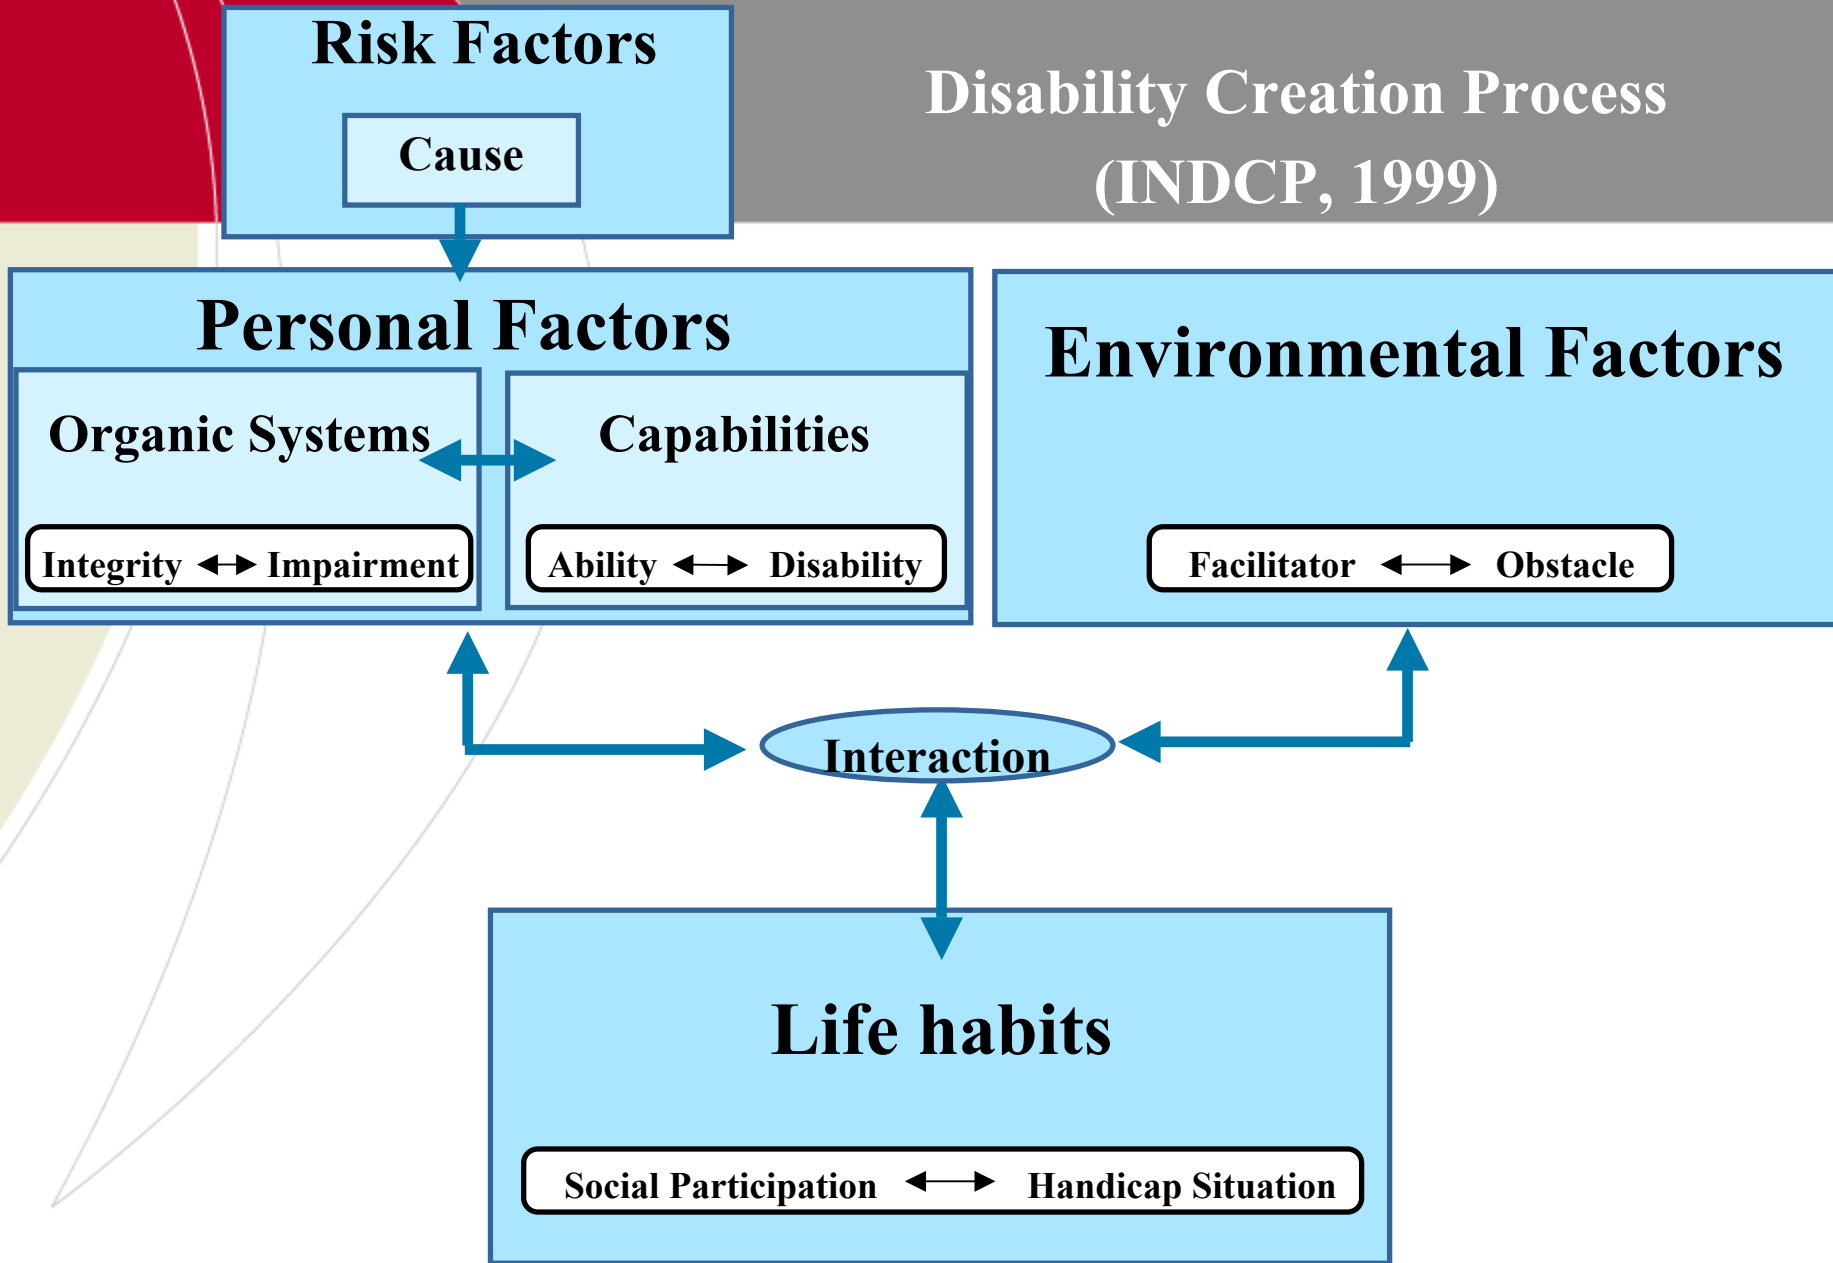 Risk Factors
Cause
Disability Creation Process
(INDCP, 1999)
Personal Factors
Organic Systems
Capabilities
Integrity
Impairment
Ability
Disability
Environmental Factors
Facilitator
Obstacle
Interaction
Life habits
Social Participation
Handicap Situation